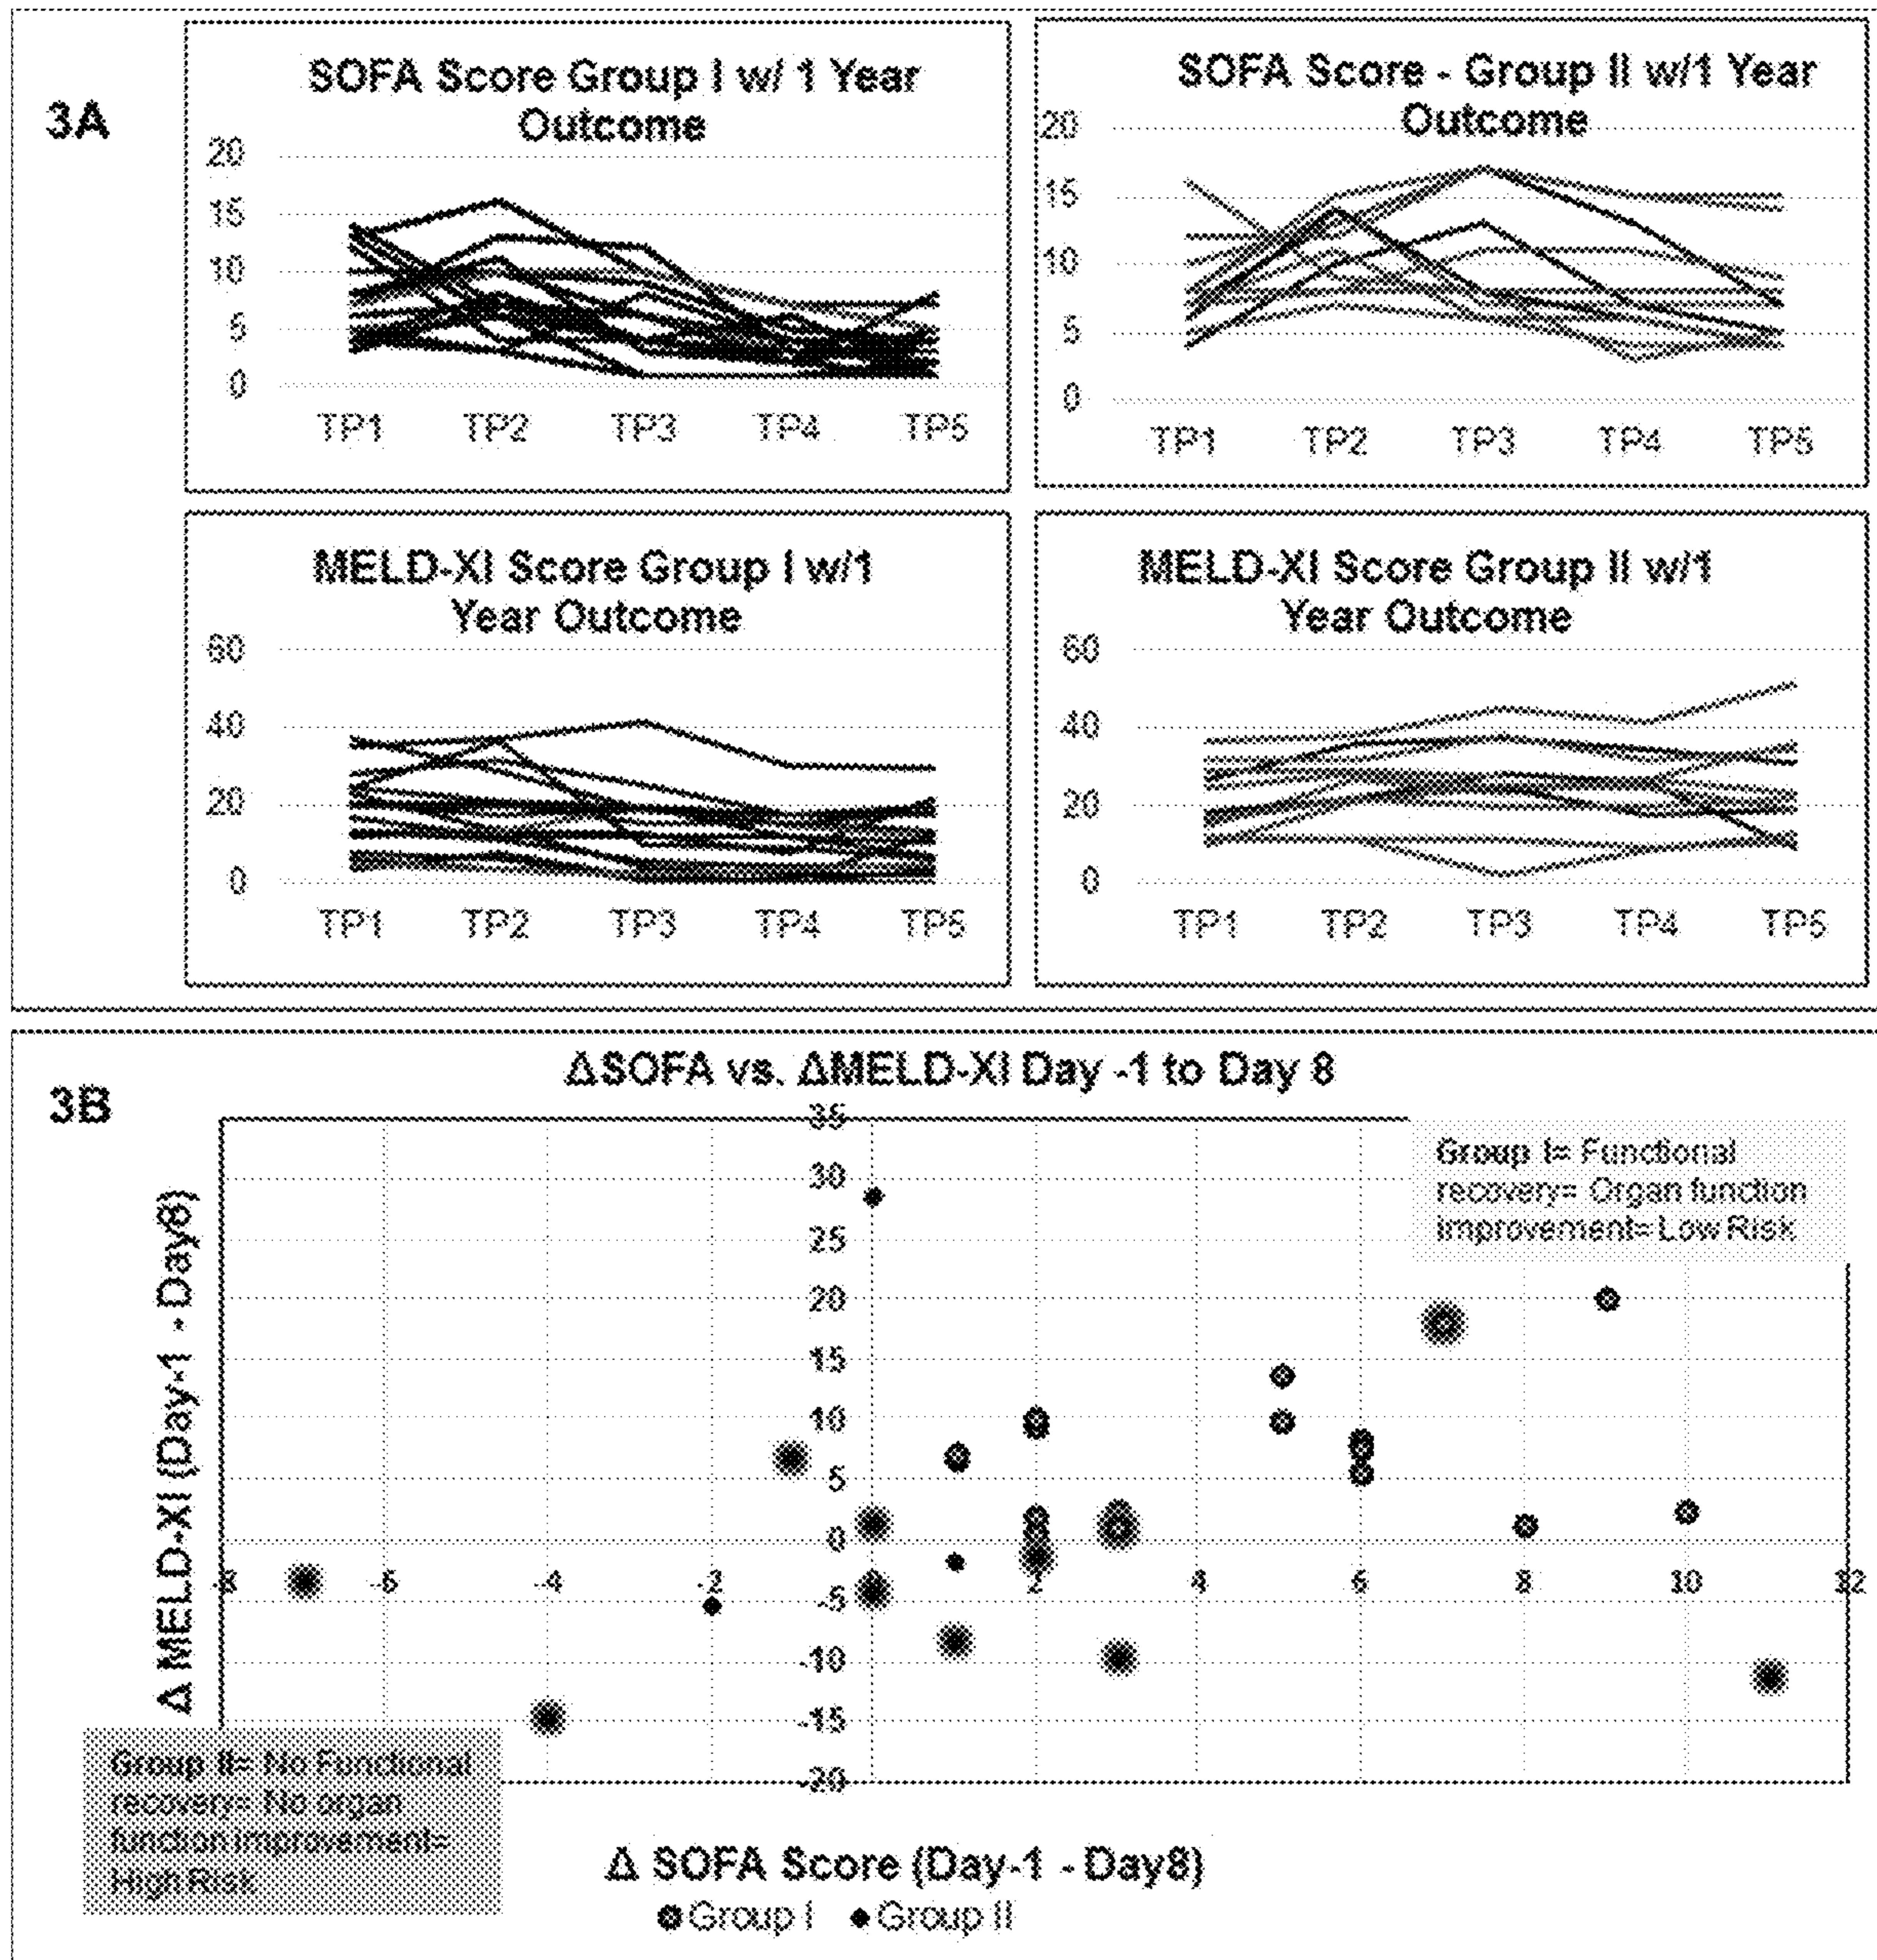 3A
SOFA Score Group I w/ 1 Year
Outcome
20
15
10
5
0
TP1 TP2 TP3 TP4 TP5
SOFA Score - Group II w/1 Year
Outcome
20
15
10
5
0
TP1 TP2 TP3 TP4 TP5
MELD-XI Score Group I w/1
Year Outcome
60
40
20
0
TP1 TP2 TP3 TP4 TP5
MELD-XI Score Group II w/1
Year Outcome
60
40
20
0
TP1 TP2 TP3 TP4 TP5
3B
ΔSOFA vs. ΔMELD-XI Day -1 to Day 8
Δ MELD-XI (Day-1 - Day8)
35
30
25
20
15
10
5
0
-5
-10
-15
-20
-8 -6 -4 -2 0 2 4 6 8 10 12
Group I= Functional
recovery= Organ function
improvement= Low Risk
Group II= No Functional
recovery= No organ
function improvement=
High Risk
Δ SOFA Score (Day-1 - Day8)
Group I Group II